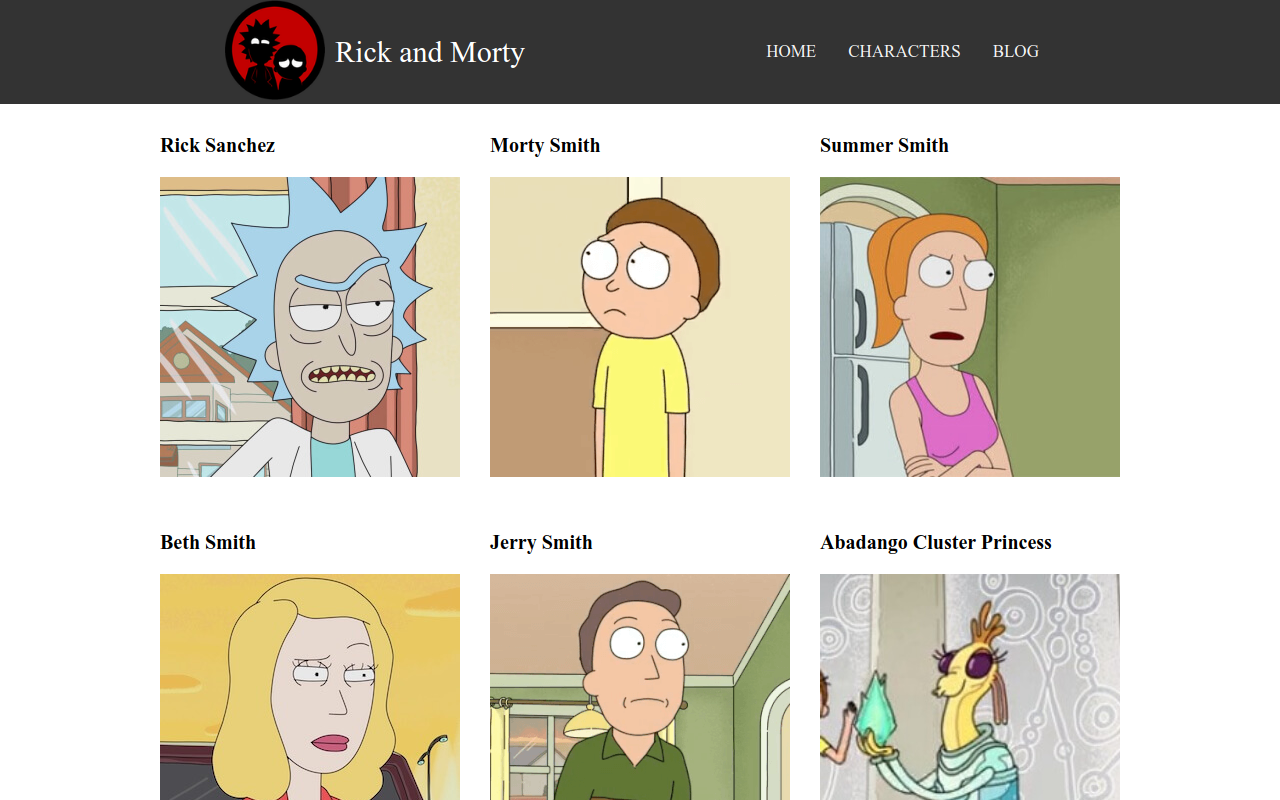 Rick and Morty
HOME
CHARACTERS
BLOG
Rick Sanchez
Morty Smith
Summer Smith
Beth Smith
Jerry Smith
Abadango Cluster Princess